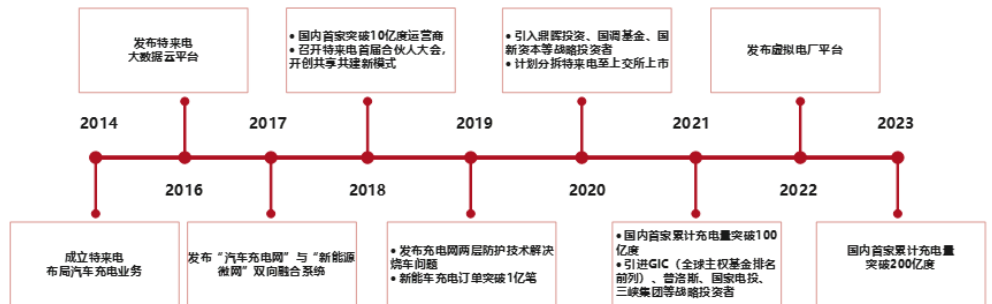 发布特来电
大数据云平台
• 国内首家突破10亿度运营商
• 召开特来电首届合伙人大会，
开创共享共建新模式
• 引入鼎晖投资、国调基金、国
新资本等战略投资者
• 计划分拆特来电至上交所上市
发布虚拟电厂平台
2014
2017
2019
2021
2023
2016
2018
2020
2022
成立特来电
布局汽车充电业务
发布“汽车充电网”与“新能源
微网”双向融合系统
• 发布充电网两层防护技术解决
烧车问题
• 新能车充电订单突破1亿笔
• 国内首家累计充电量突破100
亿度
• 引进GIC（全球主权基金排名
前列）、普洛斯、国家电投、
三峡集团等战略投资者
国内首家累计充电量
突破200亿度